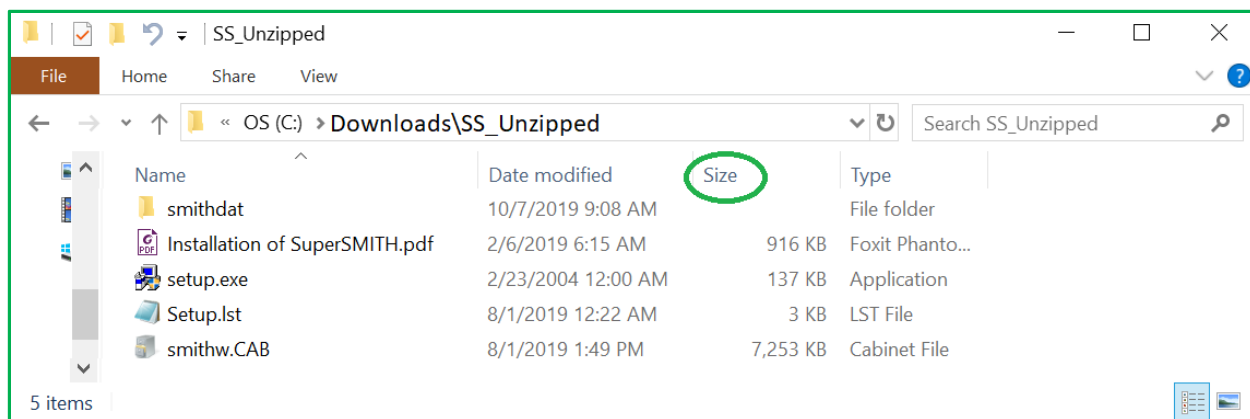 SS_Unzipped
File Home Share View
« OS (C:) > Downloads\SS_Unzipped Search SS_Unzipped
Name Date modified Size Type
smithdat 10/7/2019 9:08 AM File folder
PDF Installation of SuperSMITH.pdf 2/6/2019 6:15 AM 916 KB Foxit Phanto...
setup.exe 2/23/2004 12:00 AM 137 KB Application
Setup.lst 8/1/2019 12:22 AM 3 KB LST File
smithw.CAB 8/1/2019 1:49 PM 7,253 KB Cabinet File
5 items